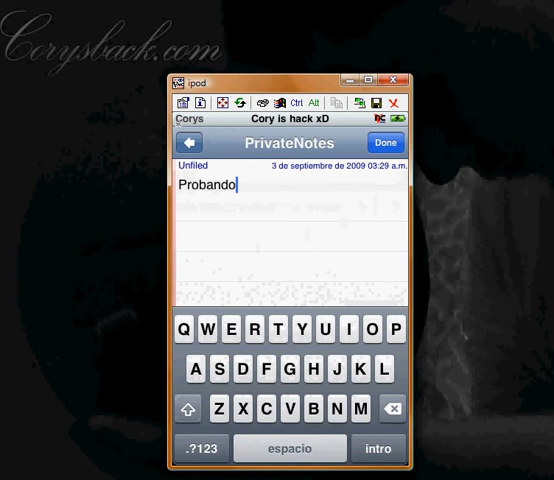 Corysback.com
ipod
Ctrl Alt
Corys Cory is hack xD
PrivateNotes Done
Unfiled 3 de septiembre de 2009 03:29 a.m.
Probando
Q W E R T Y U I O P
A S D F G H J K L
Z X C V B N M
.?123 espacio intro